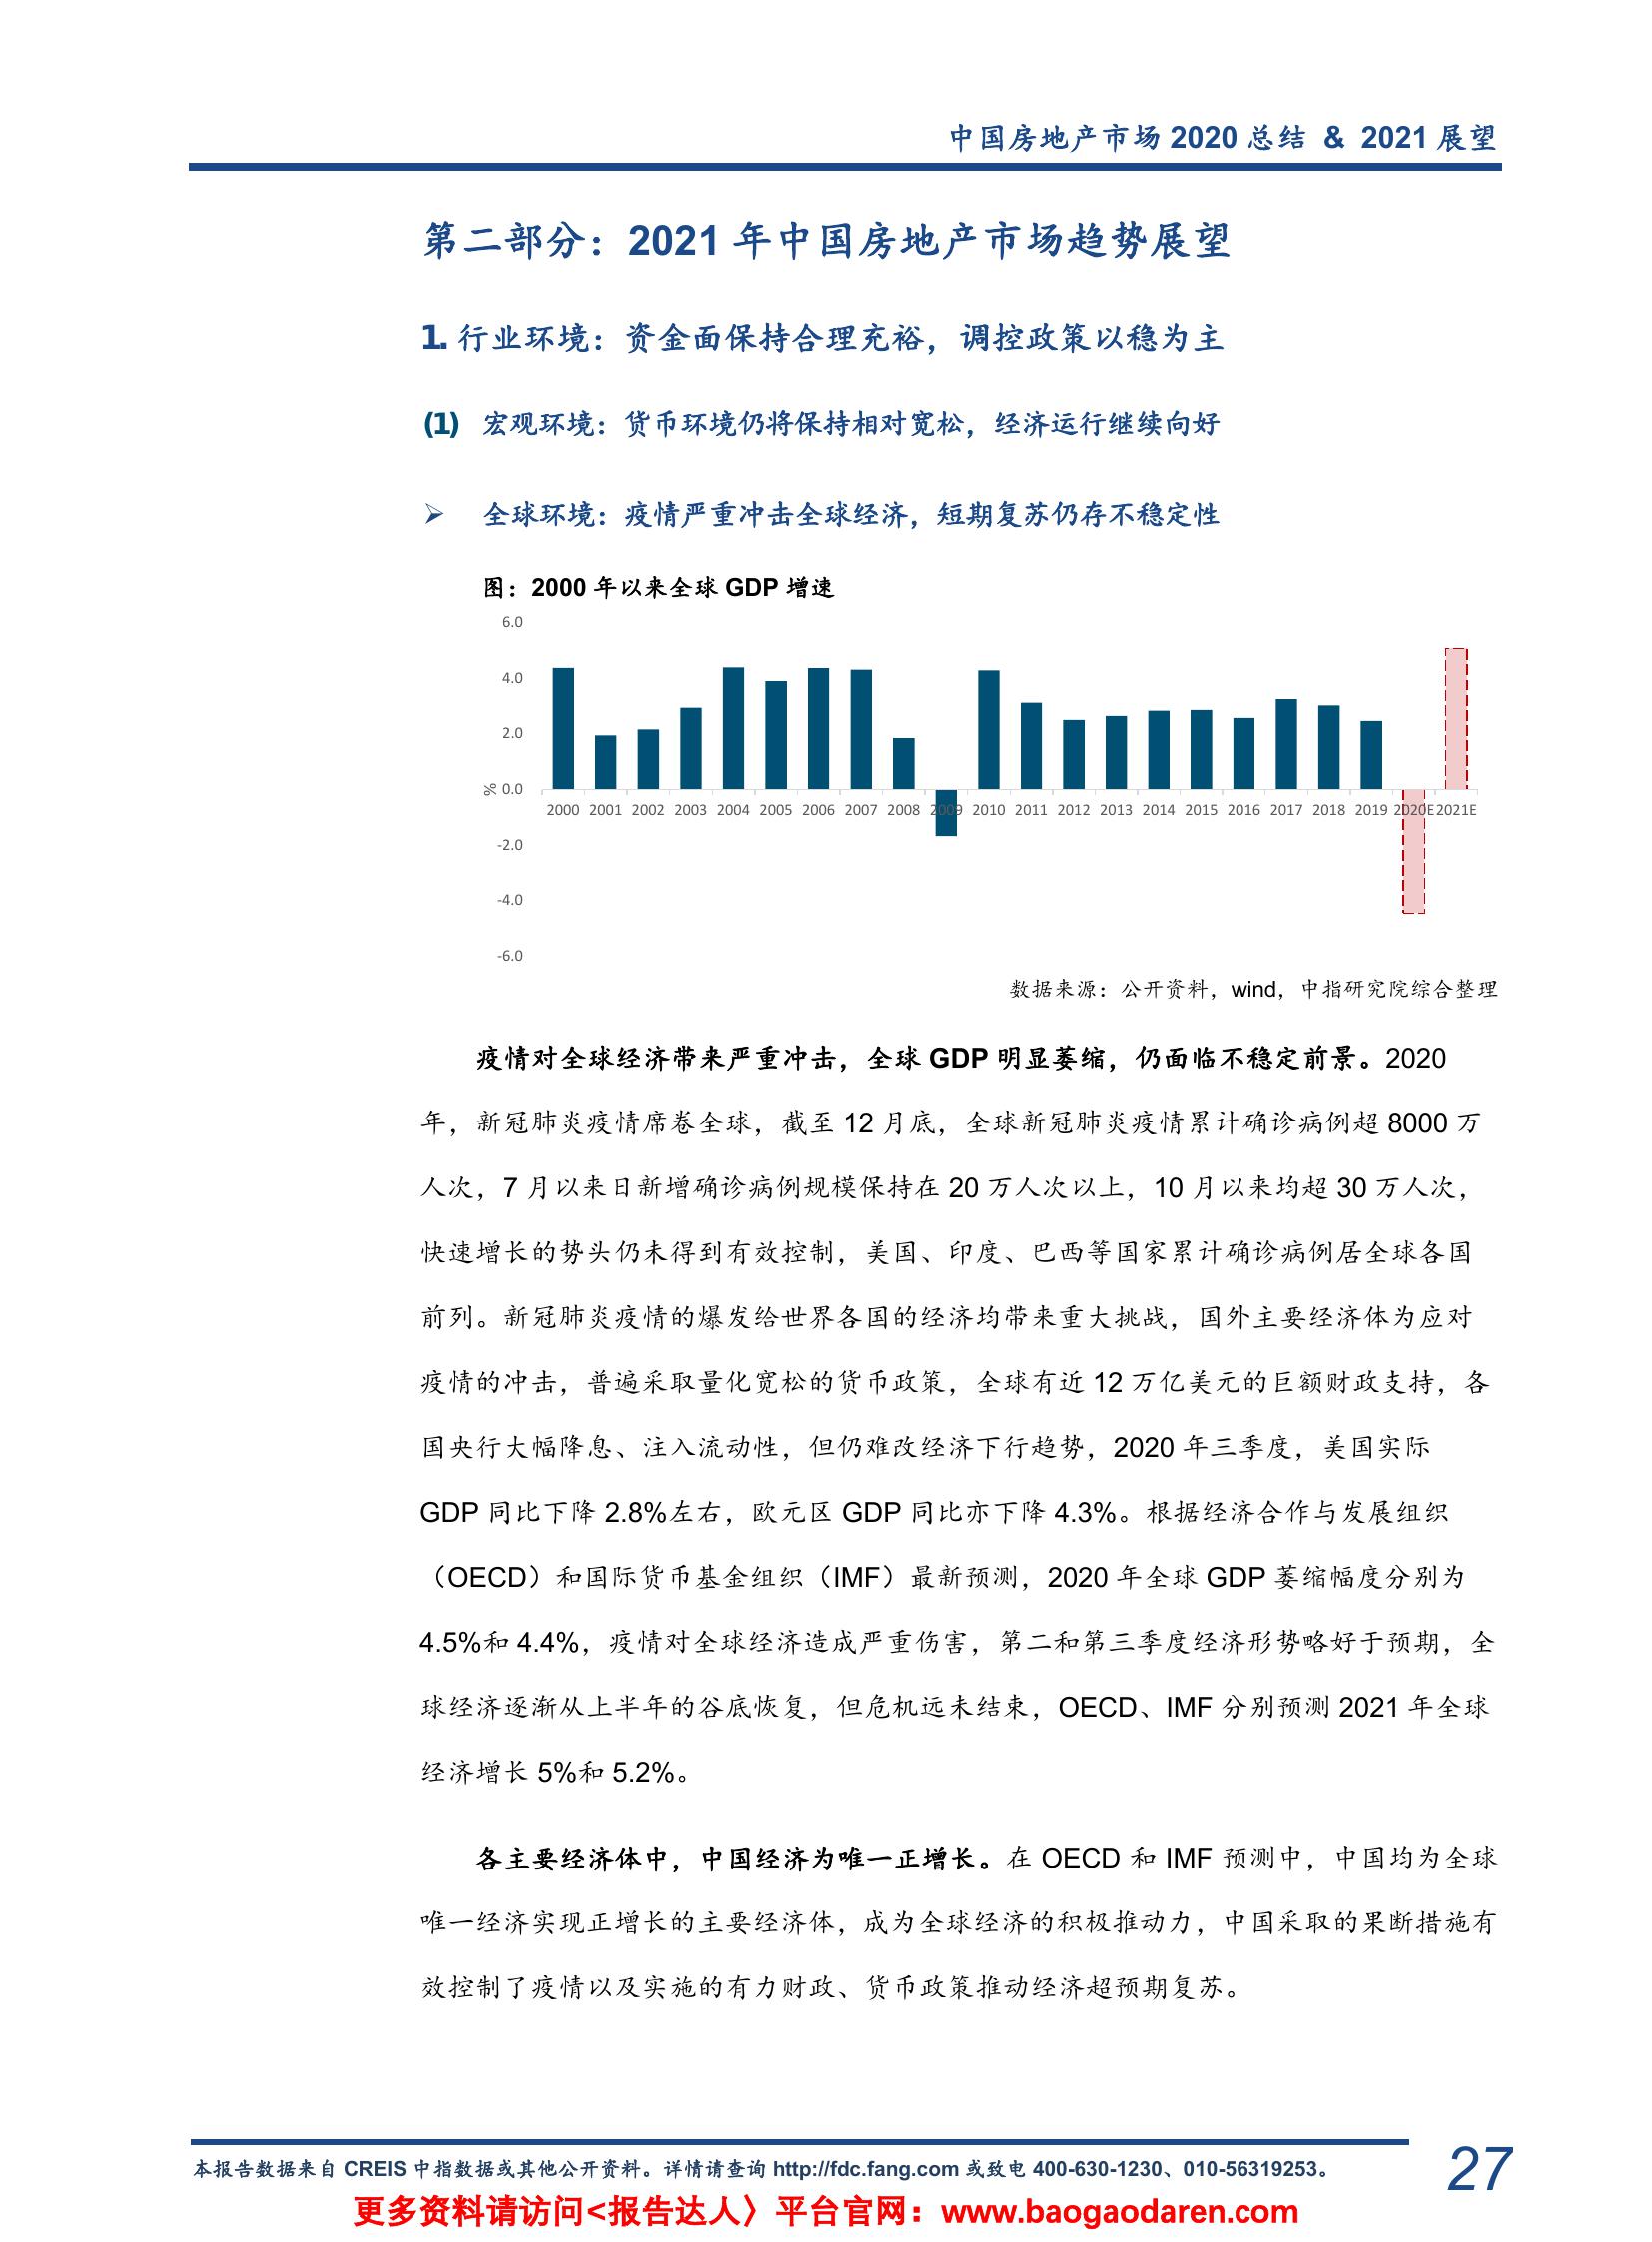 中国房地产市场 2020 总结 & 2021 展望
第二部分：2021 年中国房地产市场趋势展望
1. 行业环境：资金面保持合理充裕，调控政策以稳为主
(1) 宏观环境：货币环境仍将保持相对宽松，经济运行继续向好
➢ 全球环境：疫情严重冲击全球经济，短期复苏仍存不稳定性
图：2000 年以来全球 GDP 增速
6.0
4.0
2.0
% 0.0
2000 2001 2002 2003 2004 2005 2006 2007 2008 2009 2010 2011 2012 2013 2014 2015 2016 2017 2018 2019 2020E 2021E
-2.0
-4.0
-6.0
数据来源：公开资料，wind，中指研究院综合整理
疫情对全球经济带来严重冲击，全球 GDP 明显萎缩，仍面临不稳定前景。2020
年，新冠肺炎疫情席卷全球，截至 12 月底，全球新冠肺炎疫情累计确诊病例超 8000 万
人次，7 月以来日新增确诊病例规模保持在 20 万人次以上，10 月以来均超 30 万人次，
快速增长的势头仍未得到有效控制，美国、印度、巴西等国家累计确诊病例居全球各国
前列。新冠肺炎疫情的爆发给世界各国的经济均带来重大挑战，国外主要经济体为应对
疫情的冲击，普遍采取量化宽松的货币政策，全球有近 12 万亿美元的巨额财政支持，各
国央行大幅降息、注入流动性，但仍难改经济下行趋势，2020 年三季度，美国实际
GDP 同比下降 2.8%左右，欧元区 GDP 同比亦下降 4.3%。根据经济合作与发展组织
（OECD）和国际货币基金组织（IMF）最新预测，2020 年全球 GDP 萎缩幅度分别为
4.5%和 4.4%，疫情对全球经济造成严重伤害，第二和第三季度经济形势略好于预期，全
球经济逐渐从上半年的谷底恢复，但危机远未结束，OECD、IMF 分别预测 2021 年全球
经济增长 5%和 5.2%。
各主要经济体中，中国经济为唯一正增长。在 OECD 和 IMF 预测中，中国均为全球
唯一经济实现正增长的主要经济体，成为全球经济的积极推动力，中国采取的果断措施有
效控制了疫情以及实施的有力财政、货币政策推动经济超预期复苏。
本报告数据来自 CREIS 中指数据或其他公开资料。详情请查询 http://fdc.fang.com 或致电 400-630-1230、010-56319253。
27
更多资料请访问<报告达人〉平台官网：www.baogaodaren.com